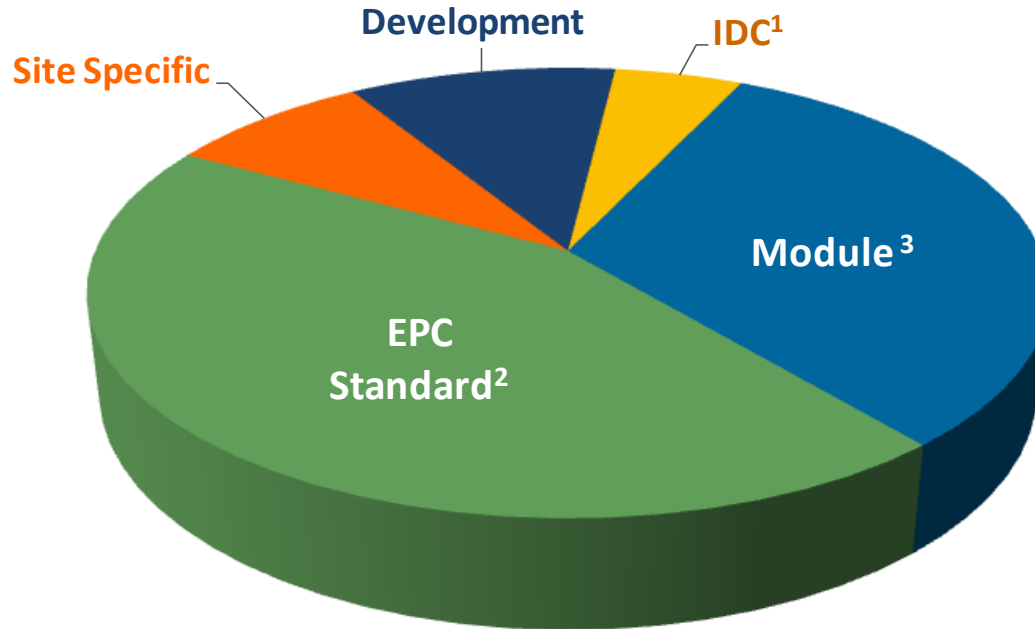 Development
IDC¹
Site Specific
Module ³
EPC
Standard²